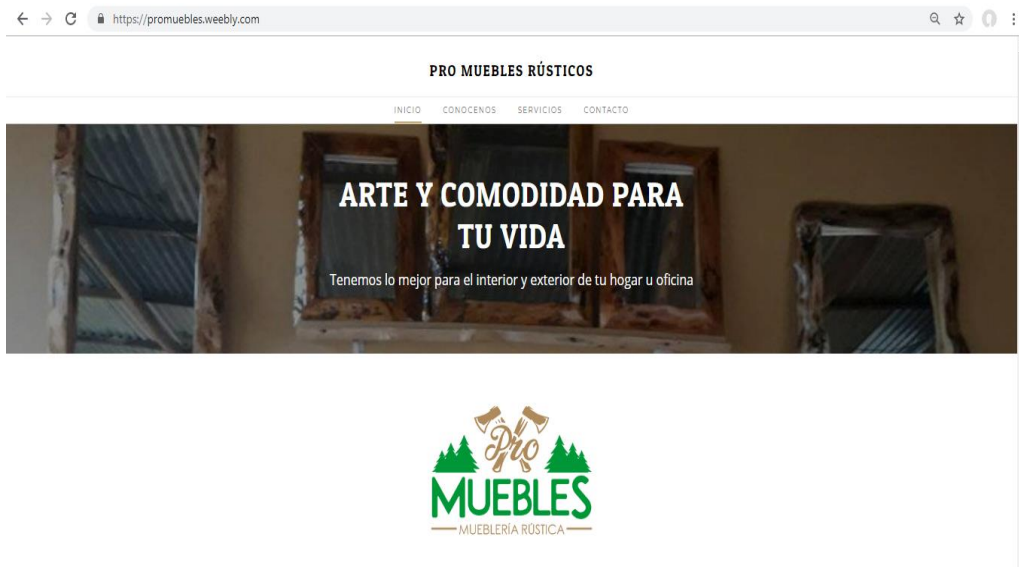 https://promuebles.weebly.com
PRO MUEBLES RÚSTICOS
INICIO CONOCENOS SERVICIOS CONTACTO
ARTE Y COMODIDAD PARA
TU VIDA
Tenemos lo mejor para el interior y exterior de tu hogar u oficina
Pro
MUEBLES
MUEBLERÍA RÚSTICA